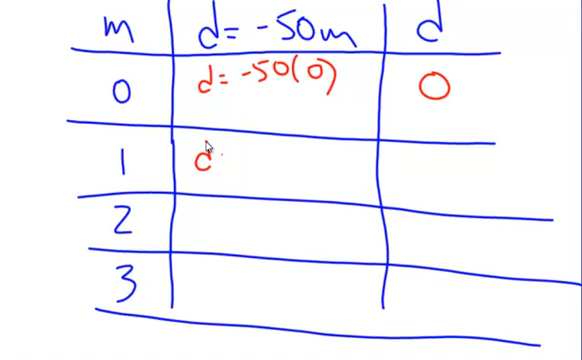 m d = -50m d
0 d = -50(0) 0
1 d
2
3